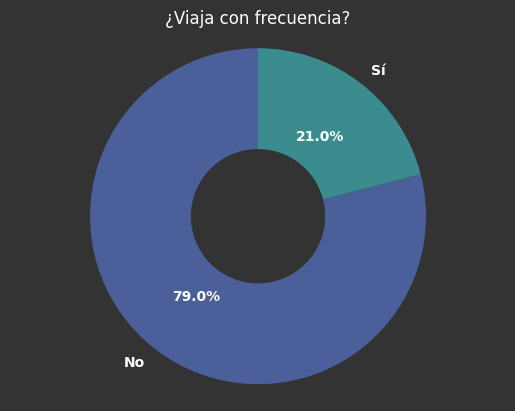 ¿Viaja con frecuencia?
Sí
21.0%
79.0%
No